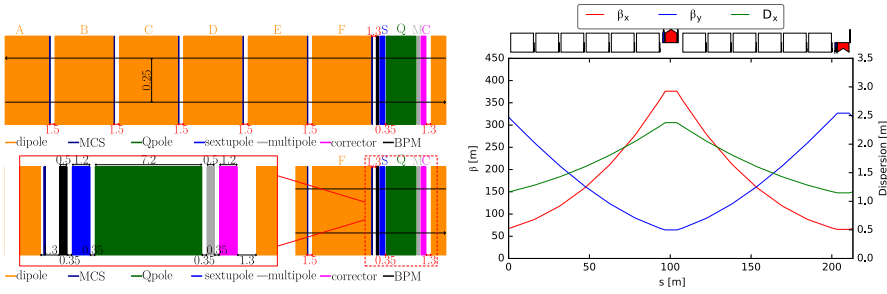 A B C D E F 1.3 S Q M C
0.25
1.5 1.5 1.5 1.5 1.5 0.35 1.3
dipole MCS Qpole sextupole multipole corrector BPM
0.5 1.2 7.2 0.5 1.2
.3 0.35 0.35 0.35 0.35 1.3
F 1.3 S Q M C
1.5 0.35 1.3
dipole MCS Qpole sextupole multipole corrector BPM
βx βy Dx
450 400 350 300 250 200 150 100 50 0
β [m]
3,5 3,0 2,5 2,0 1,5 1,0 0,5 0,0
Dispersion [m]
0 50 100 150 200
s [m]